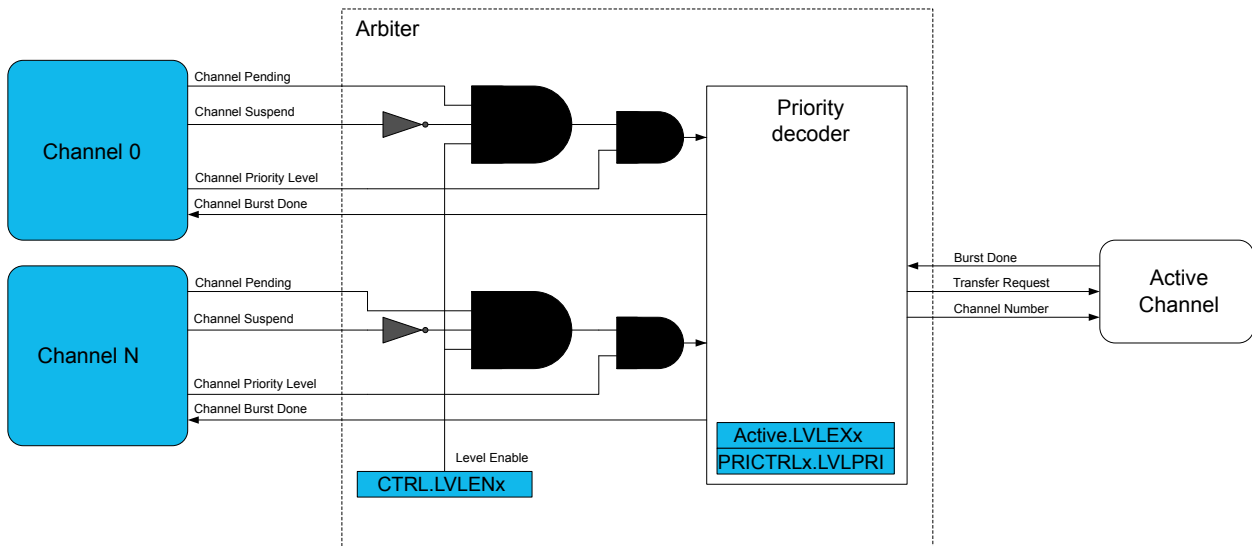 Arbiter
Channel 0
Channel Pending
Channel Suspend
Channel Priority Level
Channel Burst Done
Priority
decoder
Channel N
Channel Pending
Channel Suspend
Channel Priority Level
Channel Burst Done
Burst Done
Transfer Request
Channel Number
Active
Channel
Active.LVLEXx
PRICTRLx.LVLPRI
Level Enable
CTRL.LVLENx